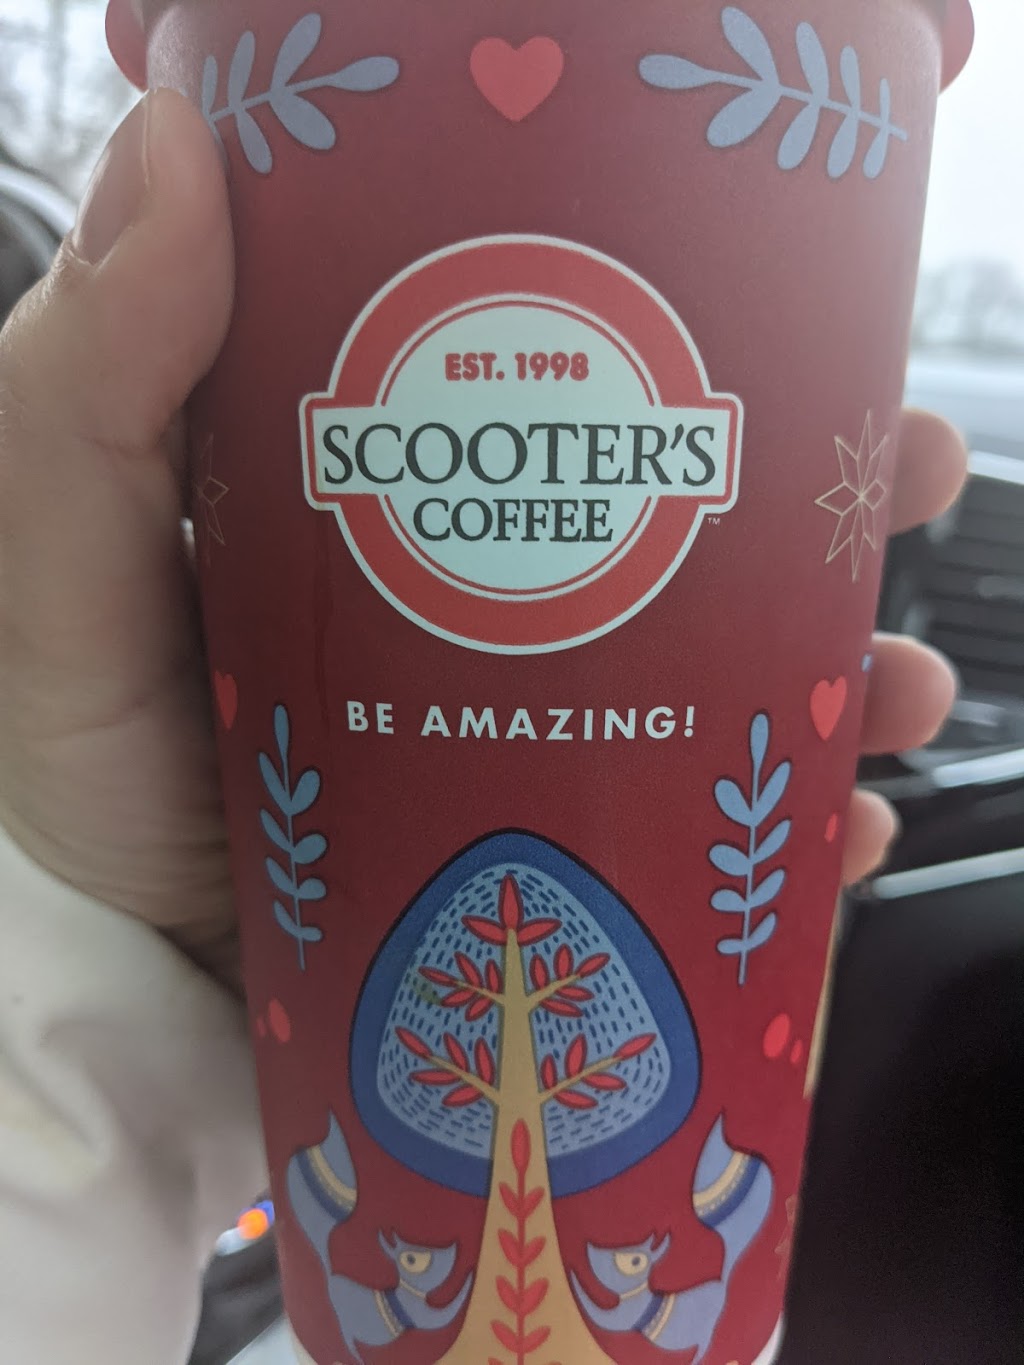 EST. 1998
SCOOTER'S
COFFEE
TM
BE AMAZING!